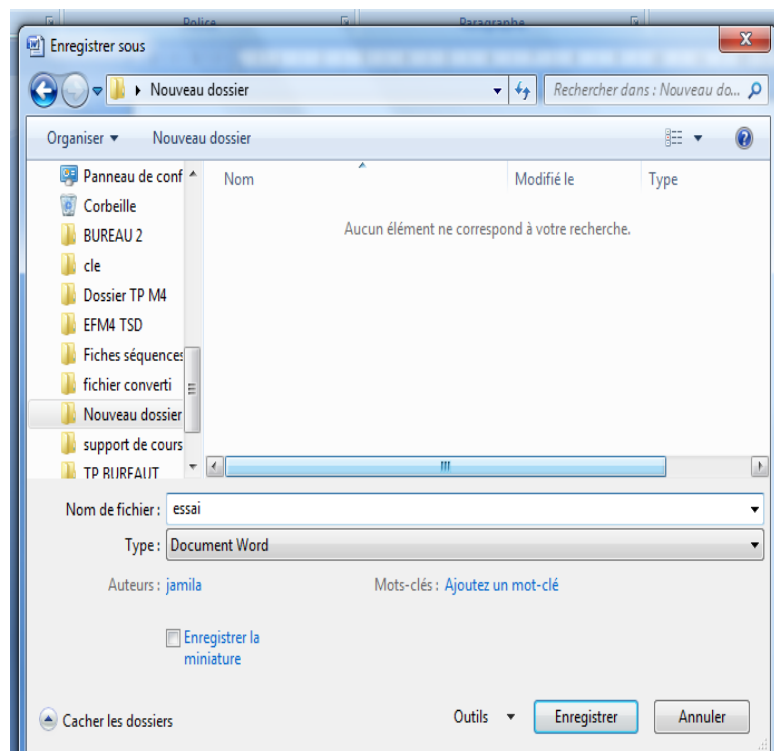 Police Paragraphe
Enregistrer sous
Nouveau dossier Rechercher dans : Nouveau do...
Organiser Nouveau dossier
Panneau de conf Nom Modifié le Type
Corbeille
Aucun élément ne correspond à votre recherche.
BUREAU 2
cle
Dossier TP M4
EFM4 TSD
Fiches séquences
fichier converti
Nouveau dossier
support de cours
TP BUREAUT
Nom de fichier : essai
Type : Document Word
Auteurs : jamila Mots-clés : Ajoutez un mot-clé
Enregistrer la
miniature
Cacher les dossiers Outils Enregistrer Annuler